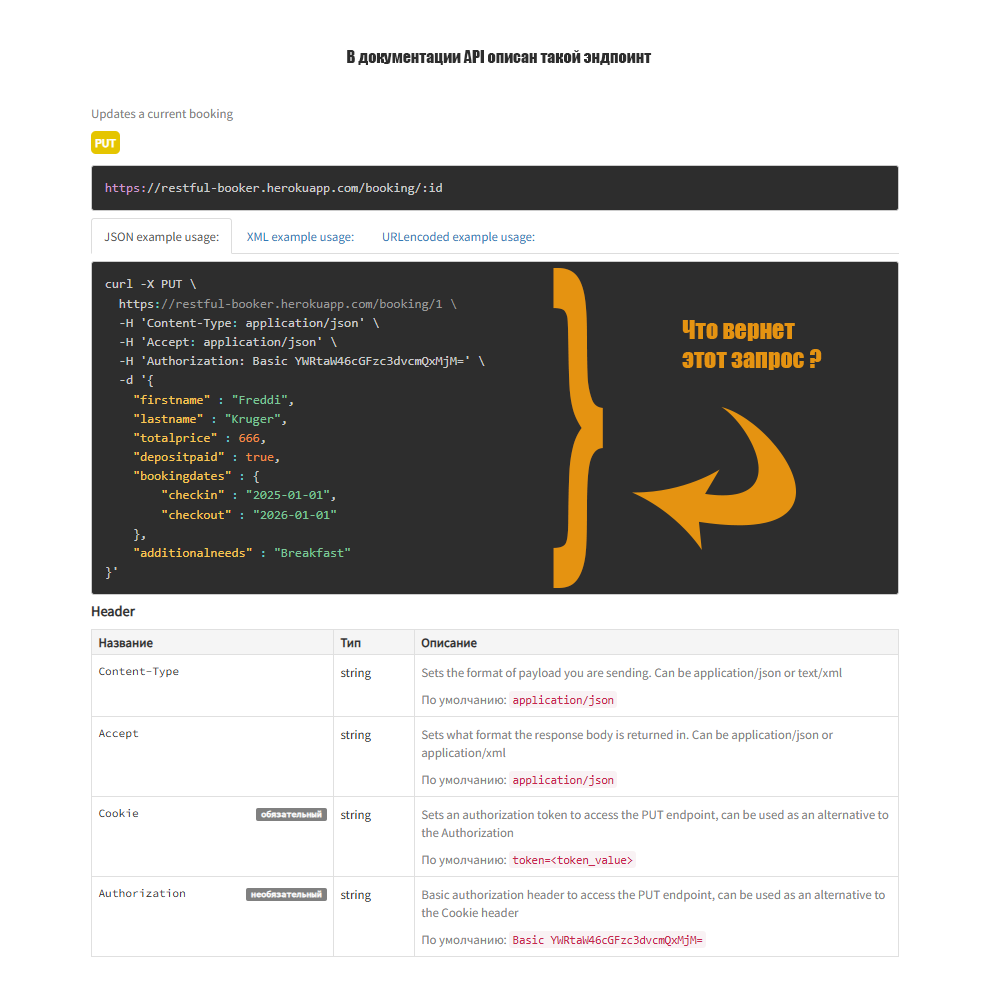 В документации API описан такой эндпоинт
Updates a current booking
PUT
https://restful-booker.herokuapp.com/booking/:id
JSON example usage: XML example usage: URLencoded example usage:
curl -X PUT \
https://restful-booker.herokuapp.com/booking/1 \
-H 'Content-Type: application/json' \
-H 'Accept: application/json' \
-H 'Authorization: Basic YWRtaW46cGFzc3dvcmQxMjM=' \
-d '{
"firstname" : "Freddi",
"lastname" : "Kruger",
"totalprice" : 666,
"depositpaid" : true,
"bookingdates" : {
"checkin" : "2025-01-01",
"checkout" : "2026-01-01"
},
"additionalneeds" : "Breakfast"
}'
Что вернет
этот запрос ?
Header
Название Тип Описание
Content-Type string Sets the format of payload you are sending. Can be application/json or text/xml
По умолчанию: application/json
Accept string Sets what format the response body is returned in. Can be application/json or
application/xml
По умолчанию: application/json
Cookie обязательный string Sets an authorization token to access the PUT endpoint, can be used as an alternative to
the Authorization
По умолчанию: token=<token_value>
Authorization необязательный string Basic authorization header to access the PUT endpoint, can be used as an alternative to
the Cookie header
По умолчанию: Basic YWRtaW46cGFzc3dvcmQxMjM=